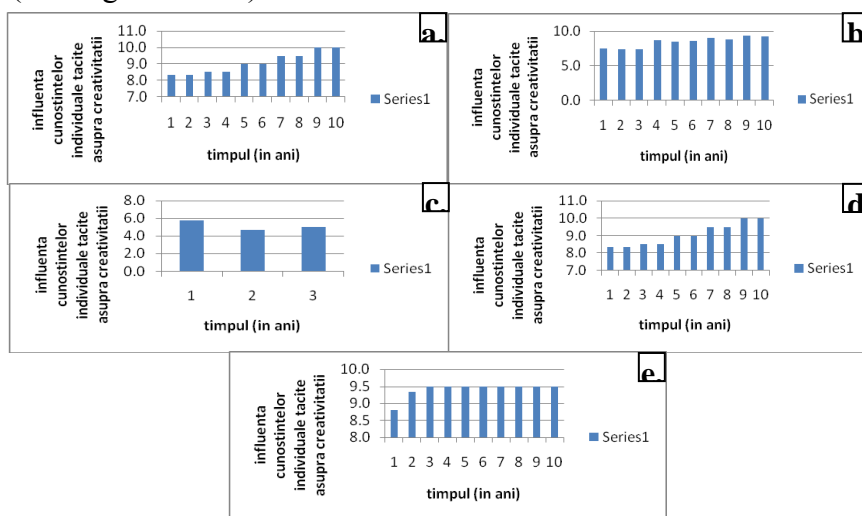 11.0
10.0
9.0
8.0
7.0
influenta
cunostintelor
individuale tacite
asupra creativitatii
1 2 3 4 5 6 7 8 9 10
timpul (in ani)
Series1
a.
10.0
5.0
0.0
influenta
cunostintelor
individuale tacite
asupra creativitatii
1 2 3 4 5 6 7 8 9 10
timpul (in ani)
Series1
b
8.0
6.0
4.0
2.0
0.0
influenta
cunostintelor
individuale tacite
asupra creativitatii
1 2 3
timpul (in ani)
Series1
c.
11.0
10.0
9.0
8.0
7.0
influenta
cunostintelor
individuale tacite
asupra creativitatii
1 2 3 4 5 6 7 8 9 10
timpul (in ani)
Series1
d
10.0
9.5
9.0
8.5
8.0
influenta
cunostintelor
individuale tacite
asupra creativitatii
1 2 3 4 5 6 7 8 9 10
timpul (in ani)
Series1
e.